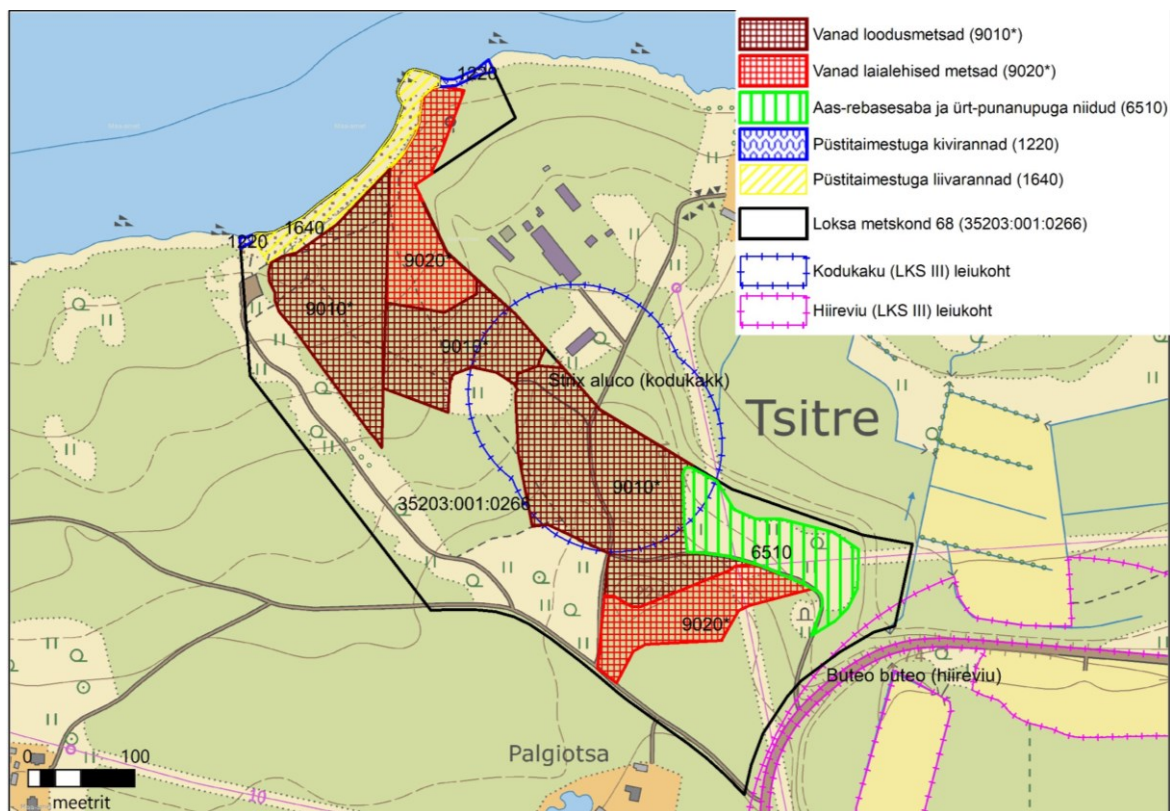 Vanad loodusmetsad (9010*)
Vanad laialehised metsad (9020*)
Aas-rebasesaba ja ürt-punanupuga niidud (6510)
Püstitaimestuga kivirannad (1220)
Püstitaimestuga liivarannad (1640)
Loksa metskond 68 (35203:001:0266)
Kodukaku (LKS III) leiukoht
Hiireviu (LKS III) leiukoht
1220
1640
1220
9020*
9010*
9010*
Strix aluco (kodukakk)
Tsitre
9010*
35203:001:0266
6510
9020*
Buteo buteo (hiireviu)
Palgiotsa
0 100
meetrit
10